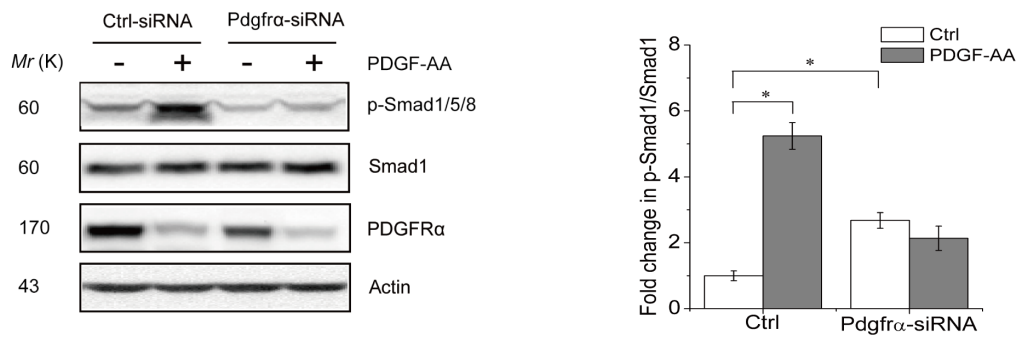 Ctrl-siRNA Pdgfrα-siRNA
Mr (K) - + - + PDGF-AA
60 p-Smad1/5/8
60 Smad1
170 PDGFRα
43 Actin
Fold change in p-Smad1/Smad1
8
6
4
2
0
Ctrl
PDGF-AA
*
*
Ctrl Pdgfrα-siRNA